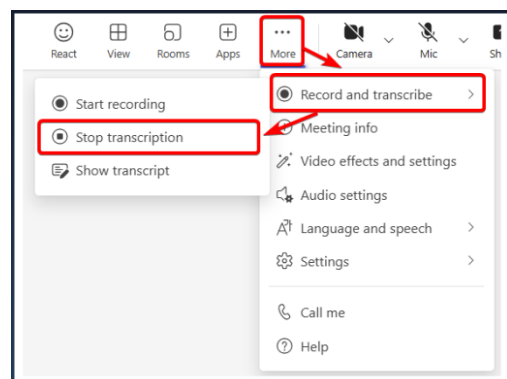 React View Rooms Apps More Camera Mic Sh
Start recording
Stop transcription
Show transcript
Record and transcribe
Meeting info
Video effects and settings
Audio settings
Language and speech
Settings
Call me
Help